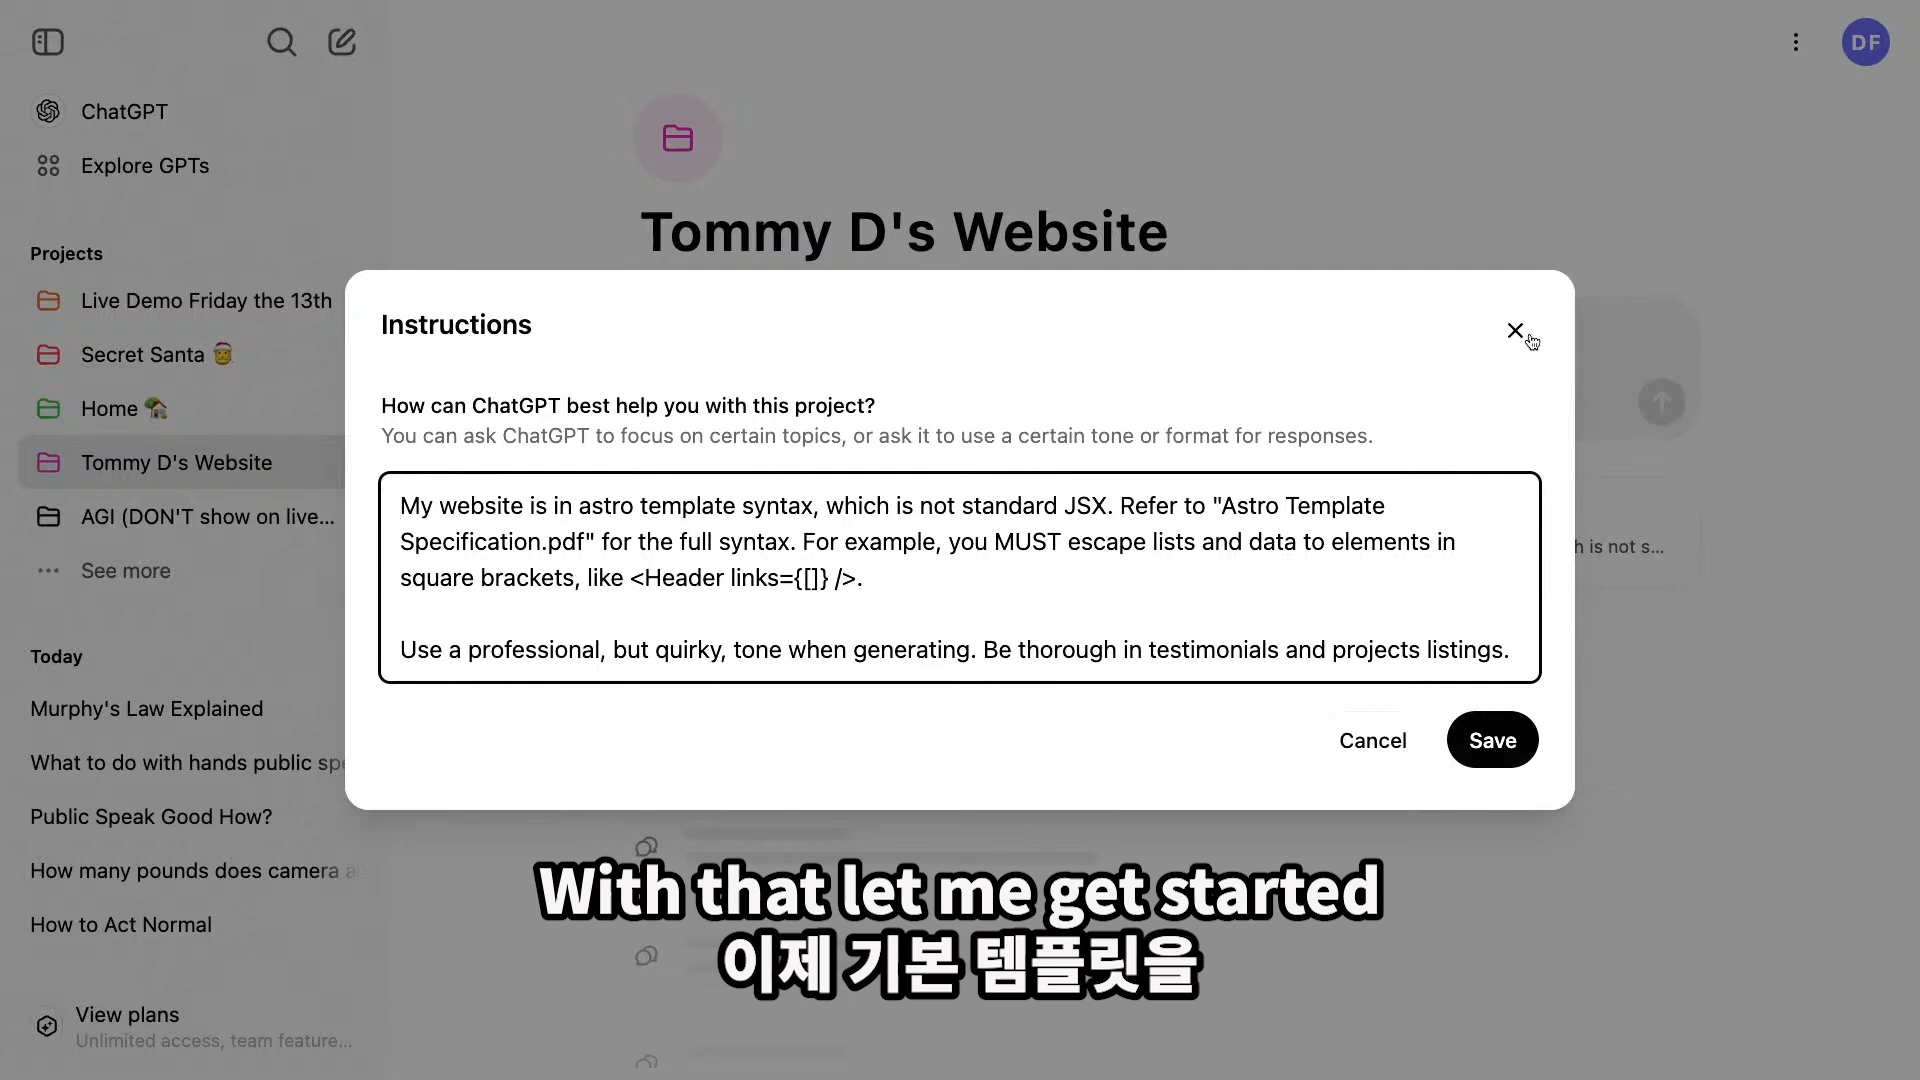 DF
ChatGPT
Explore GPTs
Projects
Live Demo Friday the 13th
Secret Santa 🎅
Home 🏡
Tommy D's Website
AGI (DON'T show on live...
See more
Today
Murphy's Law Explained
What to do with hands public spe
Public Speak Good How?
How many pounds does camera a
How to Act Normal
View plans
Unlimited access, team feature...
Tommy D's Website
h is not s...
Instructions
How can ChatGPT best help you with this project?
You can ask ChatGPT to focus on certain topics, or ask it to use a certain tone or format for responses.
My website is in astro template syntax, which is not standard JSX. Refer to "Astro Template
Specification.pdf" for the full syntax. For example, you MUST escape lists and data to elements in
square brackets, like <Header links={[]} />.
Use a professional, but quirky, tone when generating. Be thorough in testimonials and projects listings.
Cancel
Save
With that let me get started
이제 기본 템플릿을